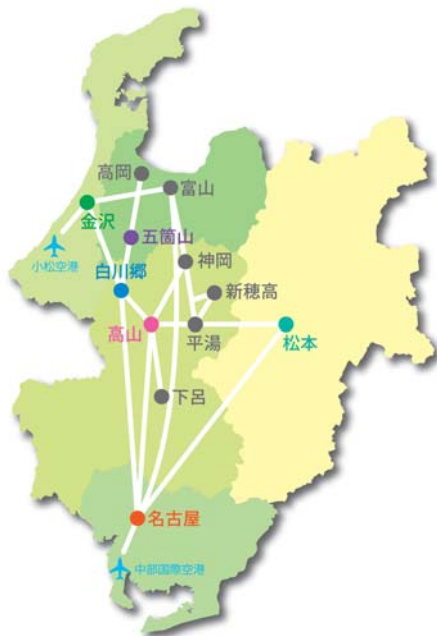 高岡
富山
金沢
五箇山
小松空港
神岡
白川郷
新穂高
高山
平湯
松本
下呂
名古屋
中部国際空港